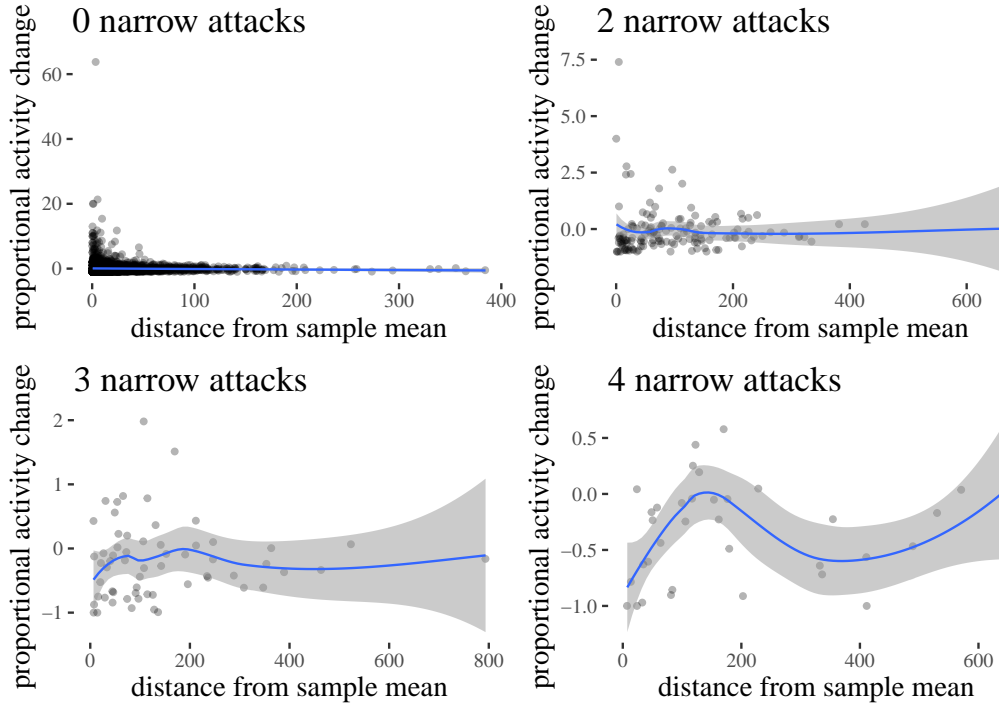 0 narrow attacks
proportional activity change
60
40
20
0
0
100
200
300
400
distance from sample mean
2 narrow attacks
proportional activity change
7.5
5.0
2.5
0.0
0
200
400
600
distance from sample mean
3 narrow attacks
proportional activity change
2
1
0
−1
0
200
400
600
800
distance from sample mean
4 narrow attacks
proportional activity change
0.5
0.0
−0.5
−1.0
0
200
400
600
distance from sample mean